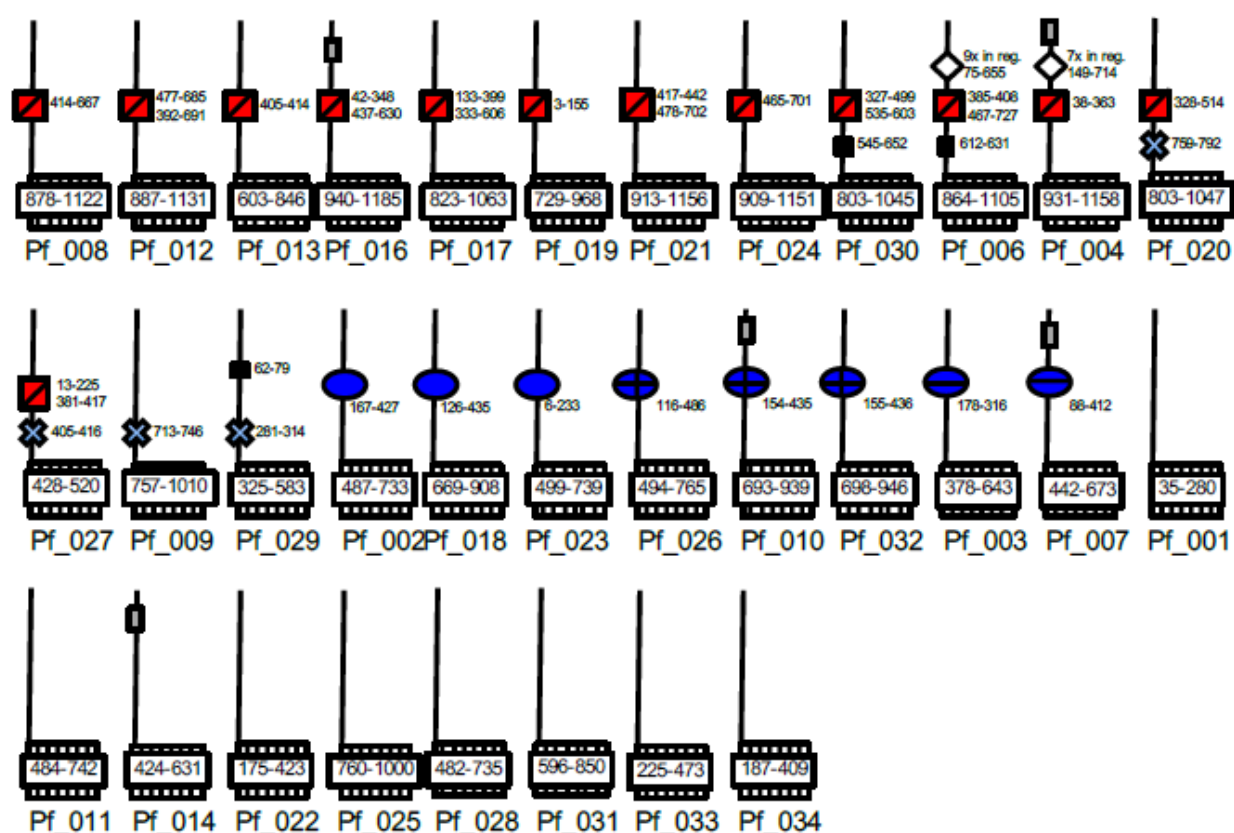 9x in reg.
75-655
7x in reg.
149-714
414-667
477-685
392-691
405-414
42-348
437-630
133-399
333-606
3-155
417-442
478-702
465-701
327-499
535-603
385-408
467-727
38-363
328-514
545-652
612-631
759-792
878-1122
887-1131
603-846
940-1185
823-1063
729-968
913-1156
909-1151
803-1045
864-1105
931-1158
803-1047
Pf_008
Pf_012
Pf_013
Pf_016
Pf_017
Pf_019
Pf_021
Pf_024
Pf_030
Pf_006
Pf_004
Pf_020
62-79
13-225
381-417
167-427
126-435
6-233
116-486
154-435
155-436
178-316
88-412
405-416
713-746
281-314
428-520
757-1010
325-583
487-733
669-908
499-739
494-765
693-939
698-946
378-643
442-673
35-280
Pf_027
Pf_009
Pf_029
Pf_002
Pf_018
Pf_023
Pf_026
Pf_010
Pf_032
Pf_003
Pf_007
Pf_001
484-742
424-631
175-423
760-1000
482-735
596-850
225-473
187-409
Pf_011
Pf_014
Pf_022
Pf_025
Pf_028
Pf_031
Pf_033
Pf_034